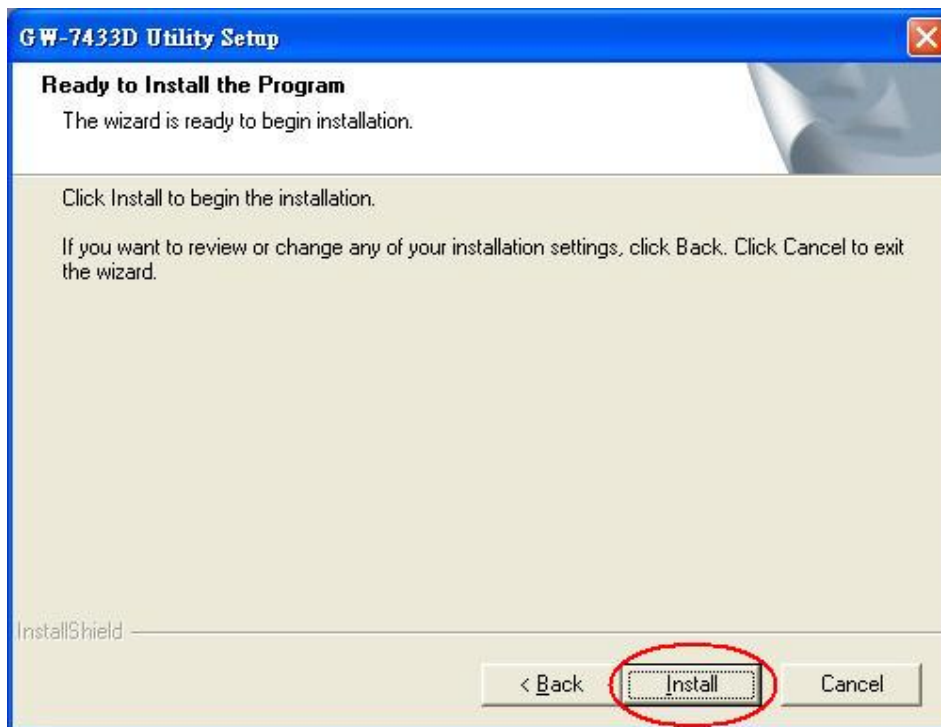 GW-7433D Utility Setup
Ready to Install the Program
The wizard is ready to begin installation.
Click Install to begin the installation.
If you want to review or change any of your installation settings, click Back. Click Cancel to exit
the wizard.
InstallShield
< Back
Install
Cancel